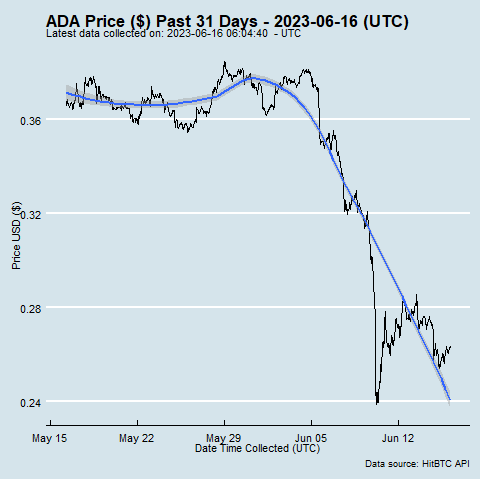 ADA Price ($) Past 31 Days - 2023-06-16 (UTC)
Latest data collected on: 2023-06-16 06:04:40 - UTC
0.36
0.32
0.28
0.24
Price USD ($)
May 15
May 22
May 29
Jun 05
Jun 12
Date Time Collected (UTC)
Data source: HitBTC API